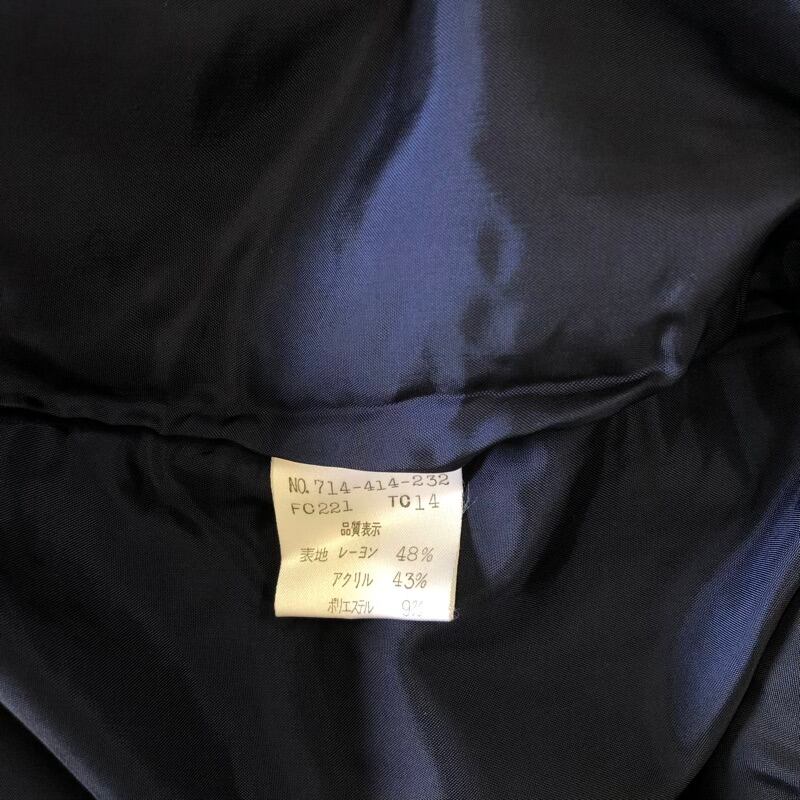 NO. 714-414-232
FC221 TC14
品質表示
表地 レーヨン 48%
アクリル 43%
ポリエステル 9%